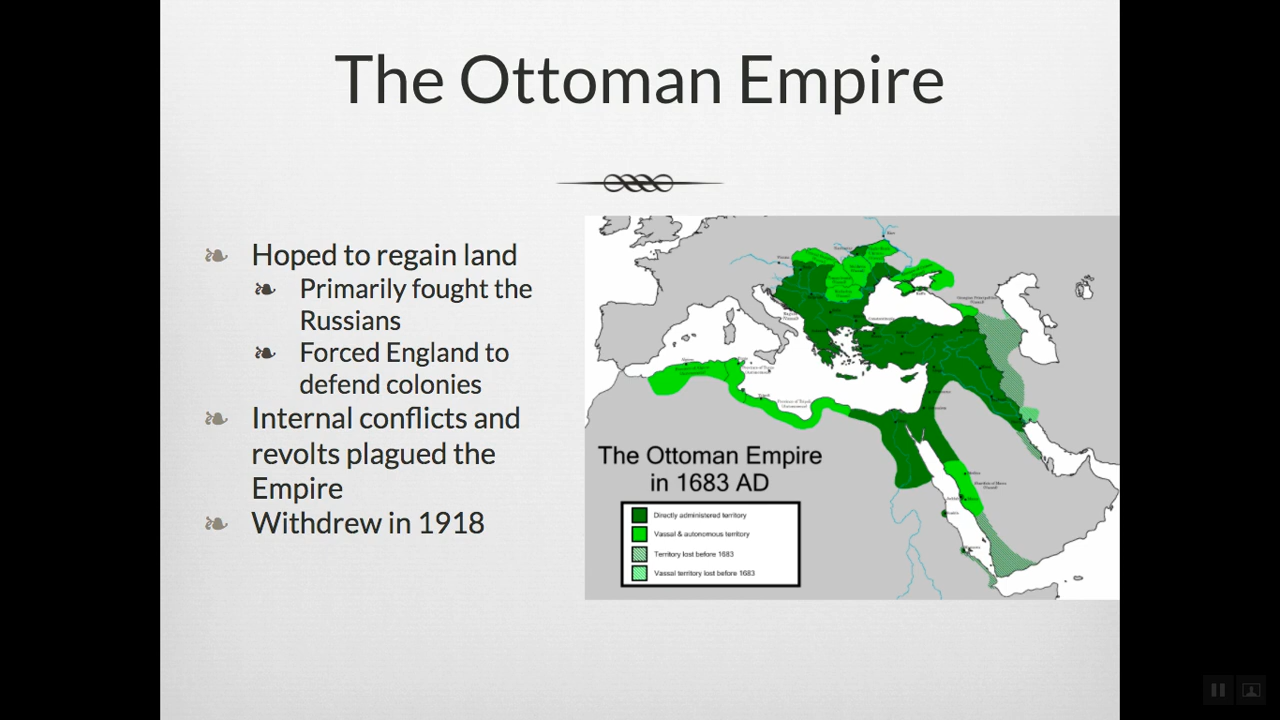 The Ottoman Empire
Hoped to regain land
Primarily fought the
Russians
Forced England to
defend colonies
Internal conflicts and
revolts plagued the
Empire
Withdrew in 1918
The Ottoman Empire
in 1683 AD
Directly administered territory
Vassal & autonomous territory
Territory lost before 1683
Vassal territory lost before 1683